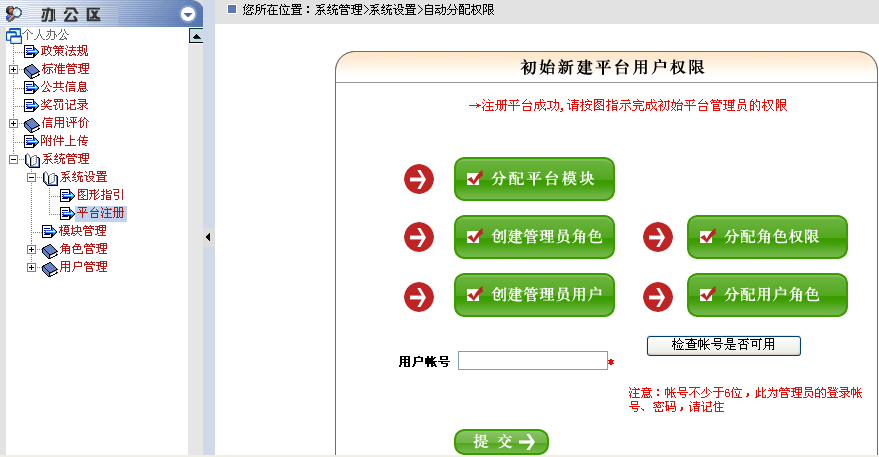 办公区
个人办公
政策法规
标准管理
公共信息
奖罚记录
信用评价
附件上传
系统管理
系统设置
图形指引
平台注册
模块管理
角色管理
用户管理
您所在位置：系统管理>系统设置>自动分配权限
初始新建平台用户权限
→注册平台成功,请按图指示完成初始平台管理员的权限
分配平台模块
创建管理员角色 分配角色权限
创建管理员用户 分配用户角色
检查帐号是否可用
用户帐号 *
注意：帐号不少于6位，此为管理员的登录帐
号、密码，请记住
提 交